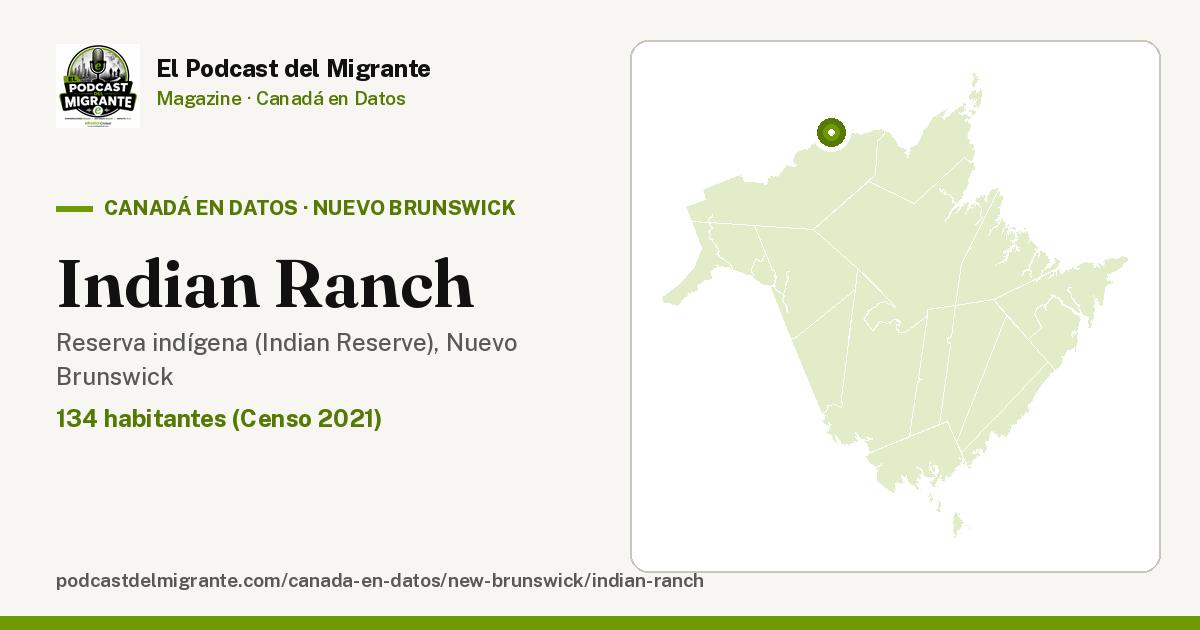 EL
PODCAST
DEL
MIGRANTE
El Podcast del Migrante
Magazine · Canadá en Datos
CANADÁ EN DATOS · NUEVO BRUNSWICK
Indian Ranch
Reserva indígena (Indian Reserve), Nuevo
Brunswick
134 habitantes (Censo 2021)
podcastdelmigrante.com/canada-en-datos/new-brunswick/indian-ranch